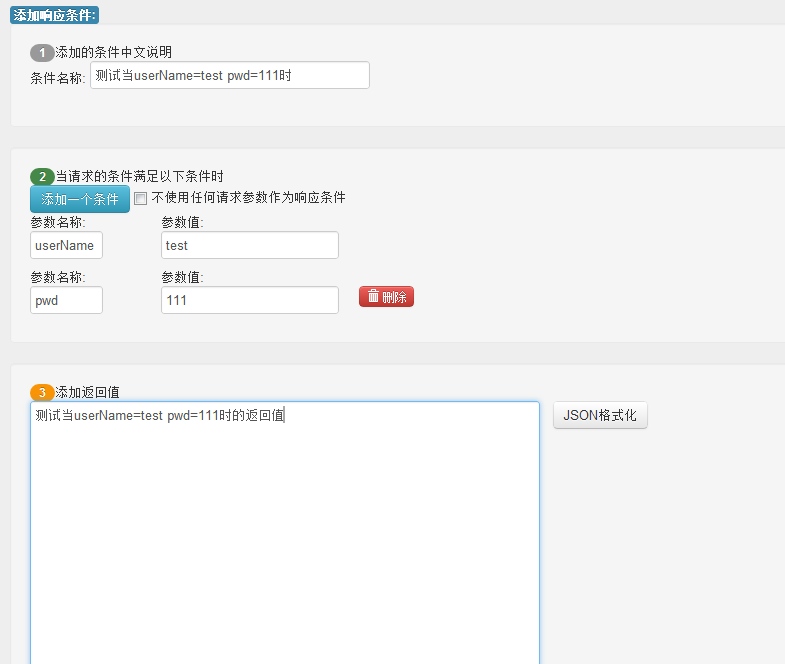 添加响应条件:
1 添加的条件中文说明
条件名称: 测试当userName=test pwd=111时
2 当请求的条件满足以下条件时
添加一个条件 不使用任何请求参数作为响应条件
参数名称: 参数值:
userName test
参数名称: 参数值:
pwd 111 删除
3 添加返回值
测试当userName=test pwd=111时的返回值 JSON格式化